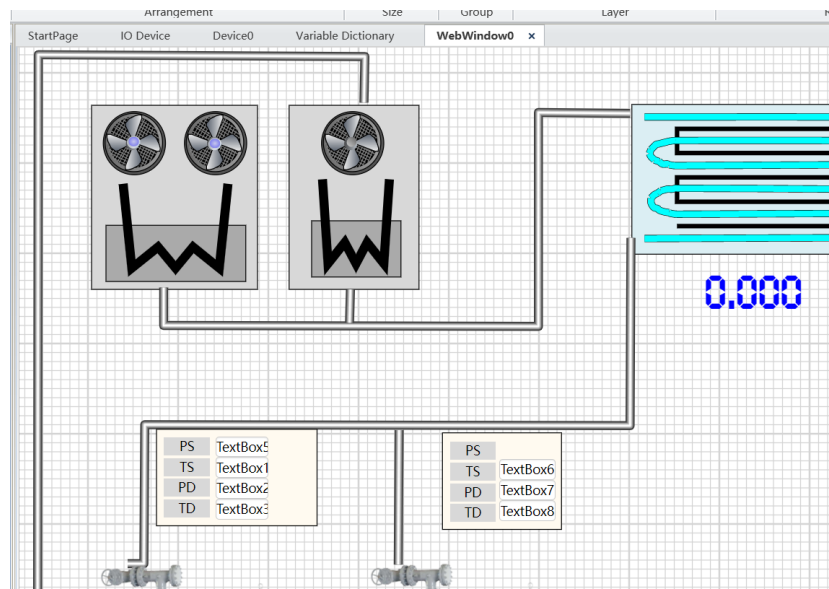 Arrangement Size Group Layer
StartPage IO Device Device0 Variable Dictionary WebWindow0 ×
0.000
PS TextBox5
TS TextBox1
PD TextBox2
TD TextBox3
PS
TS TextBox6
PD TextBox7
TD TextBox8